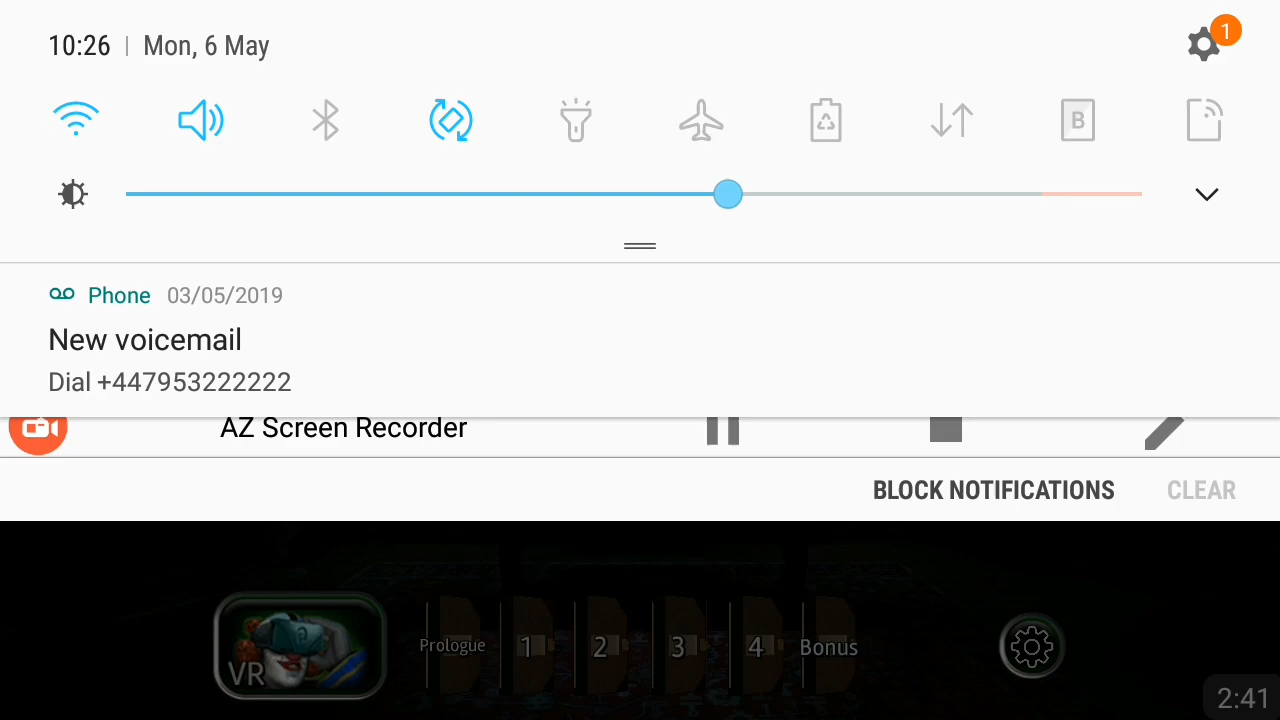 10:26 | Mon, 6 May
1
B
Phone 03/05/2019
New voicemail
Dial +447953222222
AZ Screen Recorder
BLOCK NOTIFICATIONS CLEAR
VR Prologue 1 2 3 4 Bonus
2:41